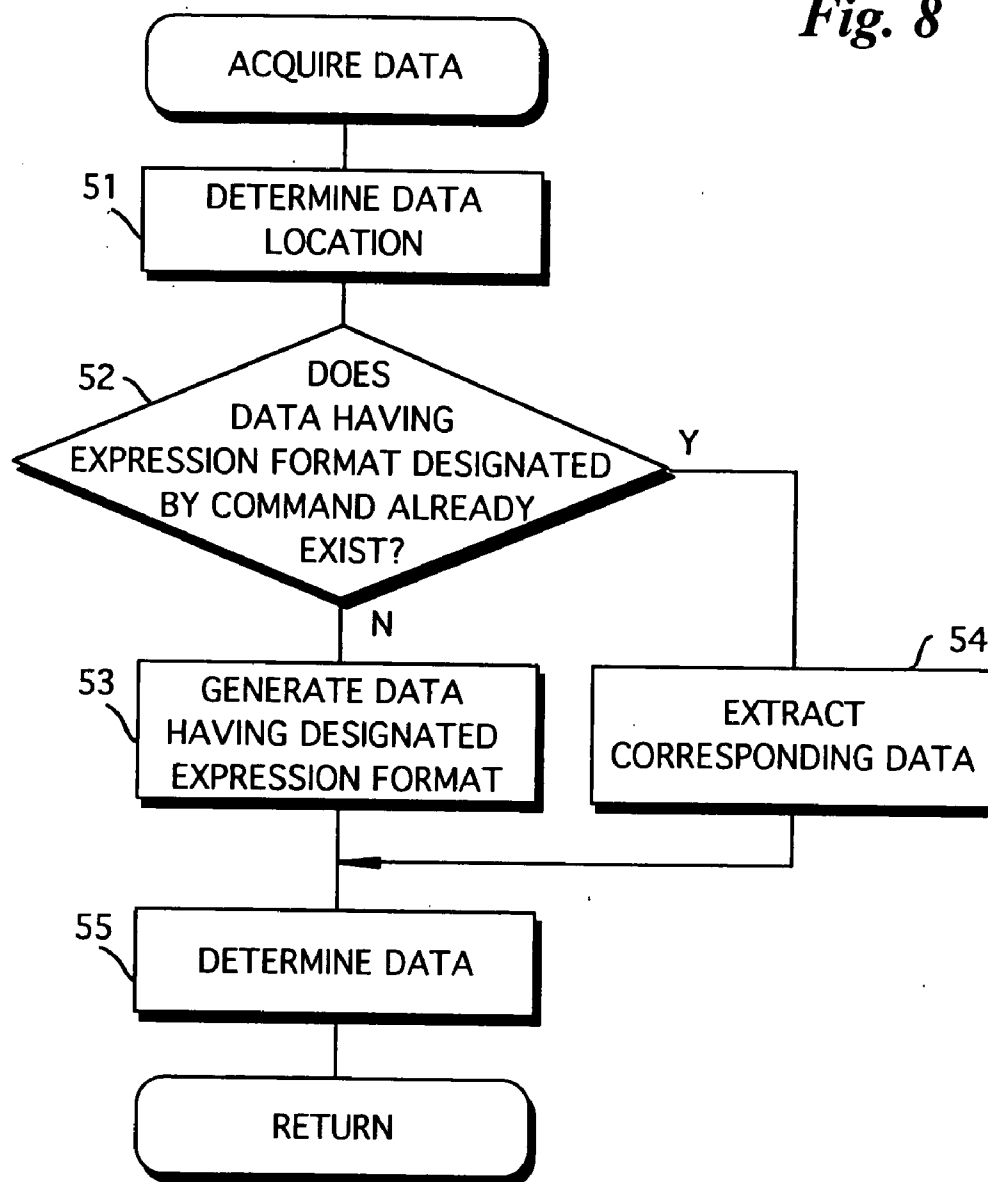 Fig. 8
ACQUIRE DATA
51
DETERMINE DATA
LOCATION
52
DOES
DATA HAVING
EXPRESSION FORMAT DESIGNATED
BY COMMAND ALREADY
EXIST?
Y
N
53
GENERATE DATA
HAVING DESIGNATED
EXPRESSION FORMAT
54
EXTRACT
CORRESPONDING DATA
55
DETERMINE DATA
RETURN